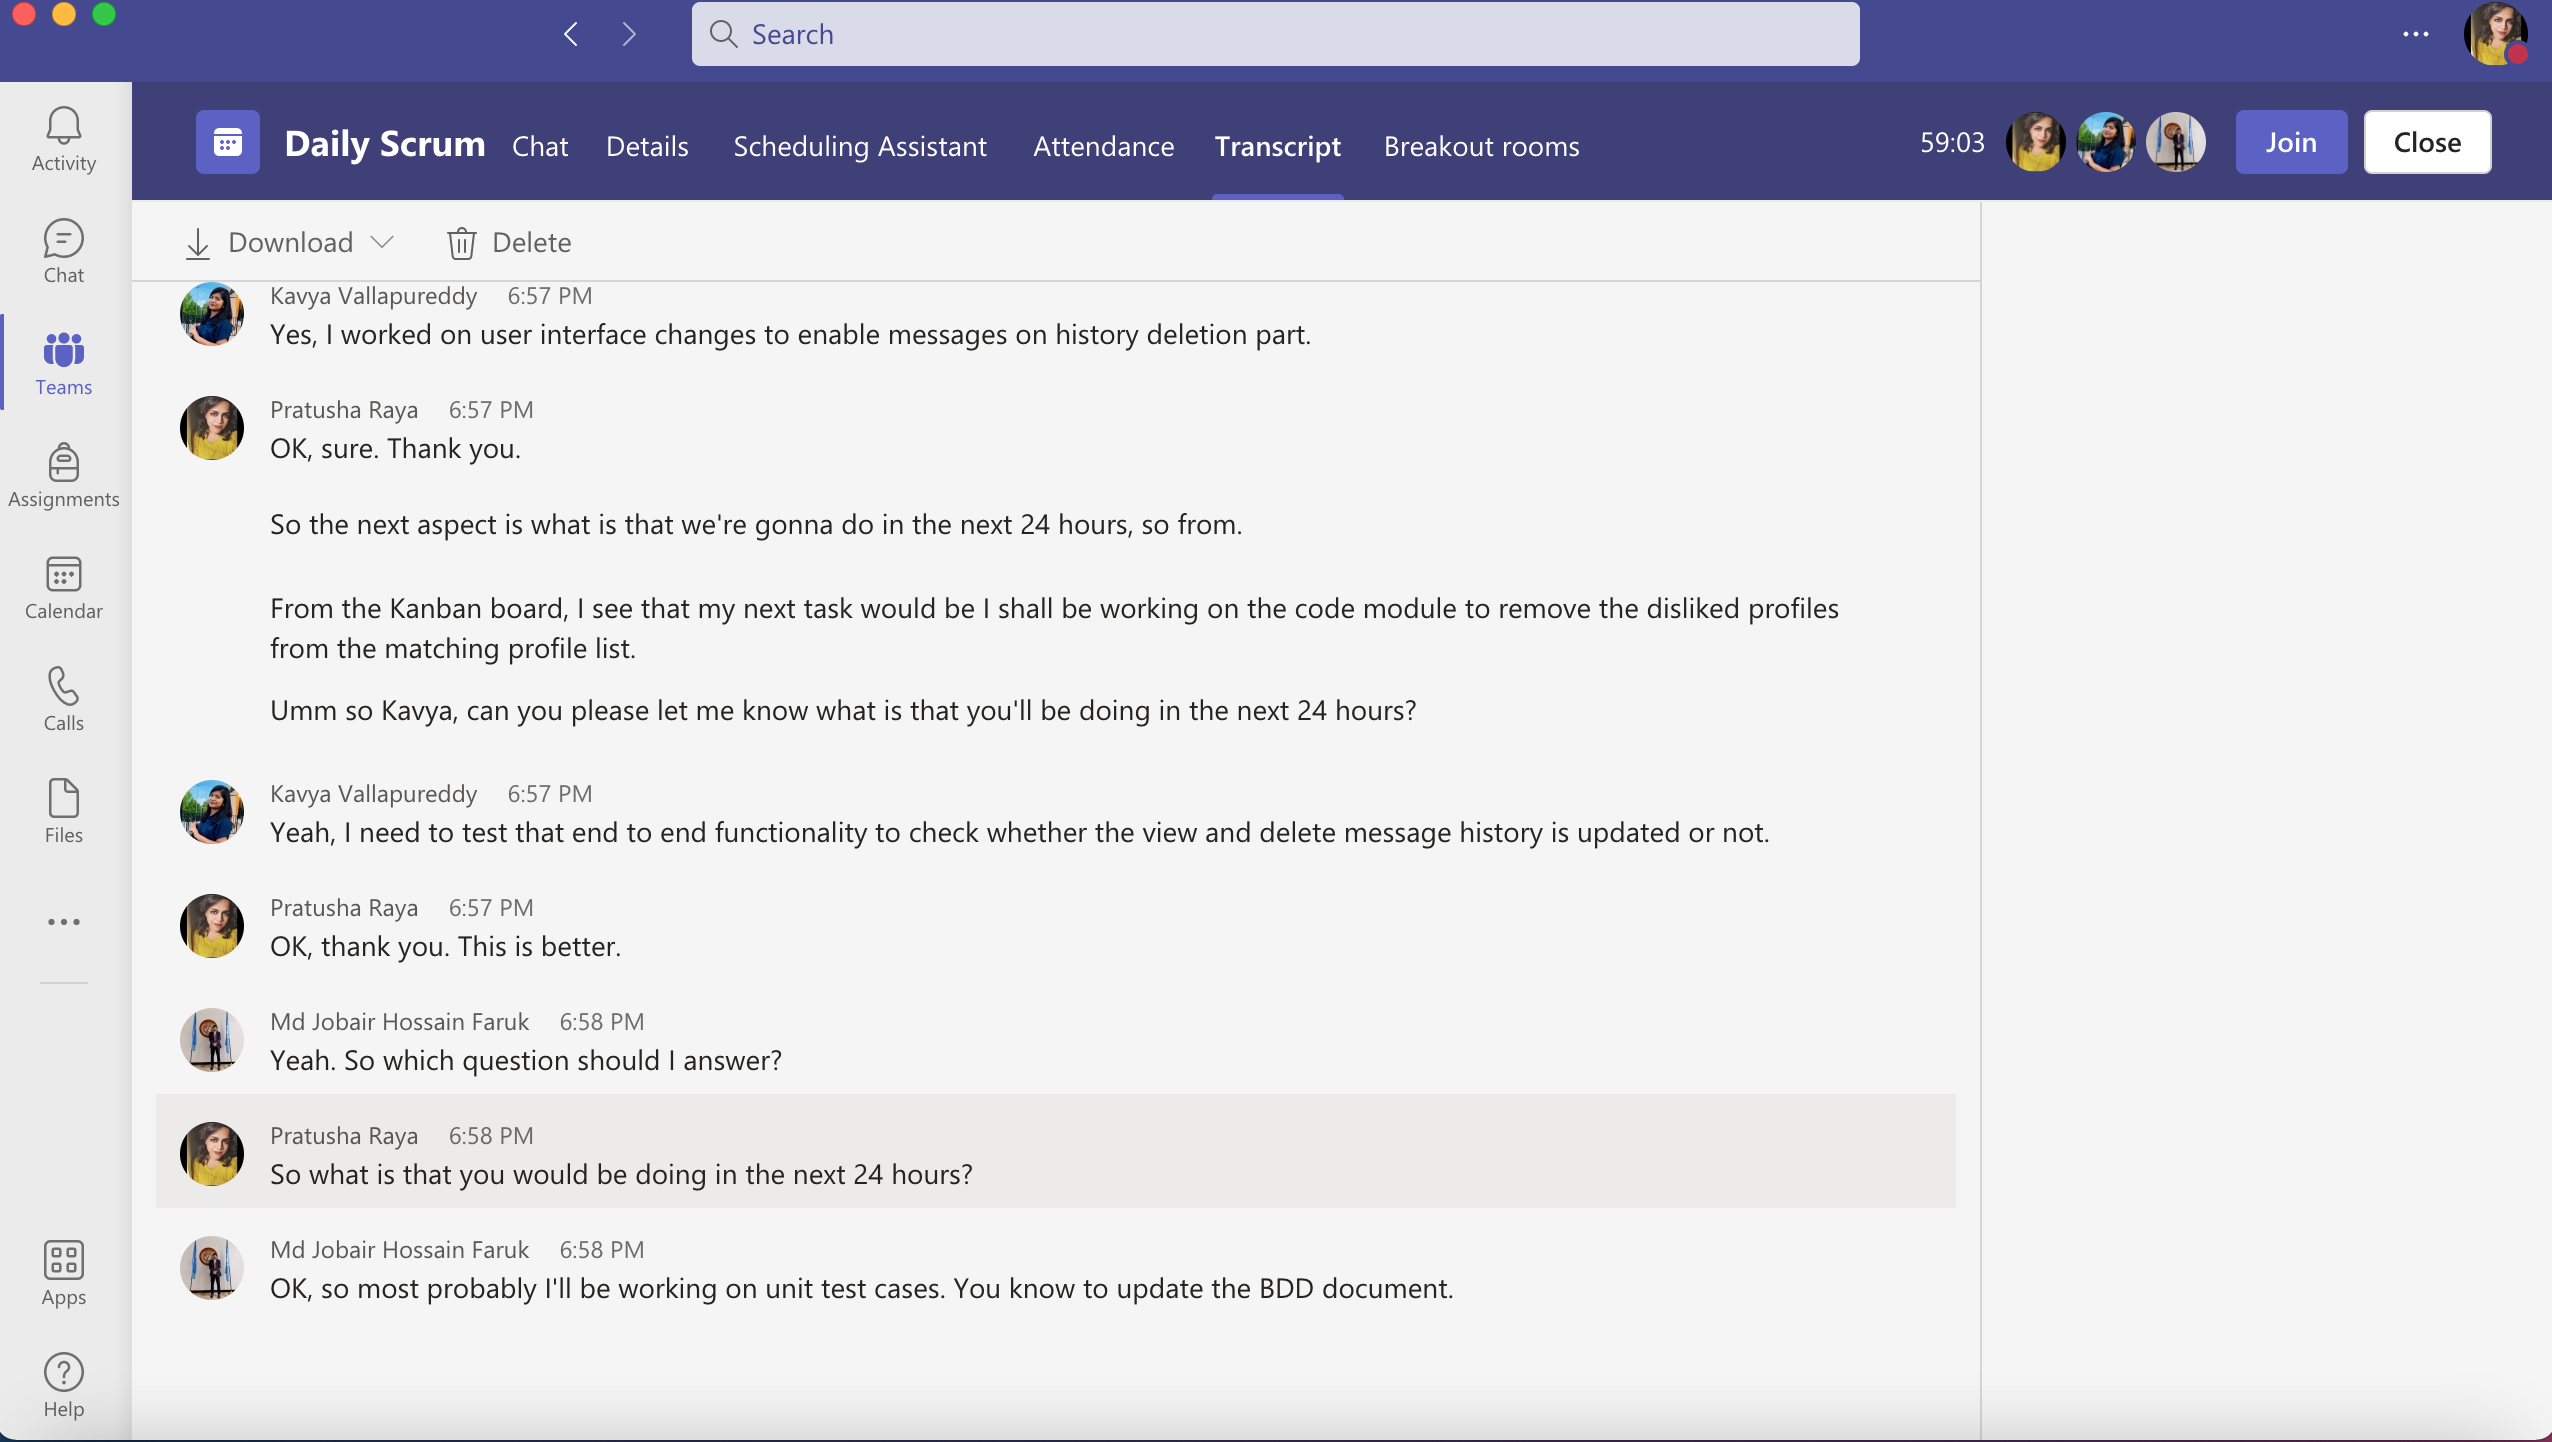 Search
Activity
Chat
Teams
Assignments
Calendar
Calls
Files
Apps
Help
Daily Scrum
Chat
Details
Scheduling Assistant
Attendance
Transcript
Breakout rooms
59:03
Join
Close
Download
Delete
Kavya Vallapureddy 6:57 PM
Yes, I worked on user interface changes to enable messages on history deletion part.
Pratusha Raya 6:57 PM
OK, sure. Thank you.
So the next aspect is what is that we're gonna do in the next 24 hours, so from.
From the Kanban board, I see that my next task would be I shall be working on the code module to remove the disliked profiles
from the matching profile list.
Umm so Kavya, can you please let me know what is that you'll be doing in the next 24 hours?
Kavya Vallapureddy 6:57 PM
Yeah, I need to test that end to end functionality to check whether the view and delete message history is updated or not.
Pratusha Raya 6:57 PM
OK, thank you. This is better.
Md Jobair Hossain Faruk 6:58 PM
Yeah. So which question should I answer?
Pratusha Raya 6:58 PM
So what is that you would be doing in the next 24 hours?
Md Jobair Hossain Faruk 6:58 PM
OK, so most probably I'll be working on unit test cases. You know to update the BDD document.